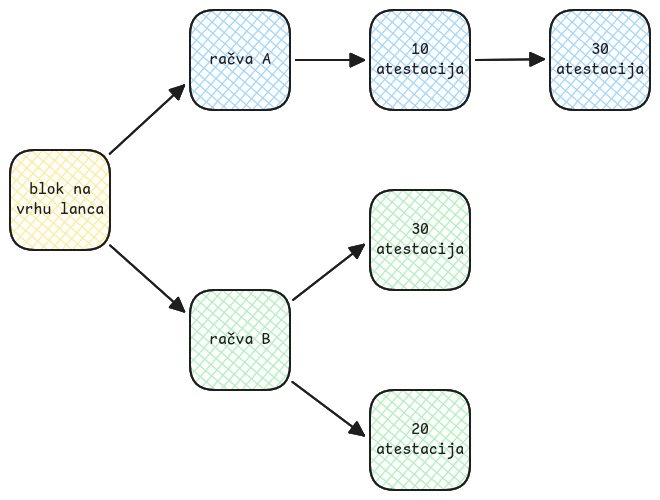 račva A
10
atestacija
30
atestacija
blok na
vrhu lanca
30
atestacija
račva B
20
atestacija